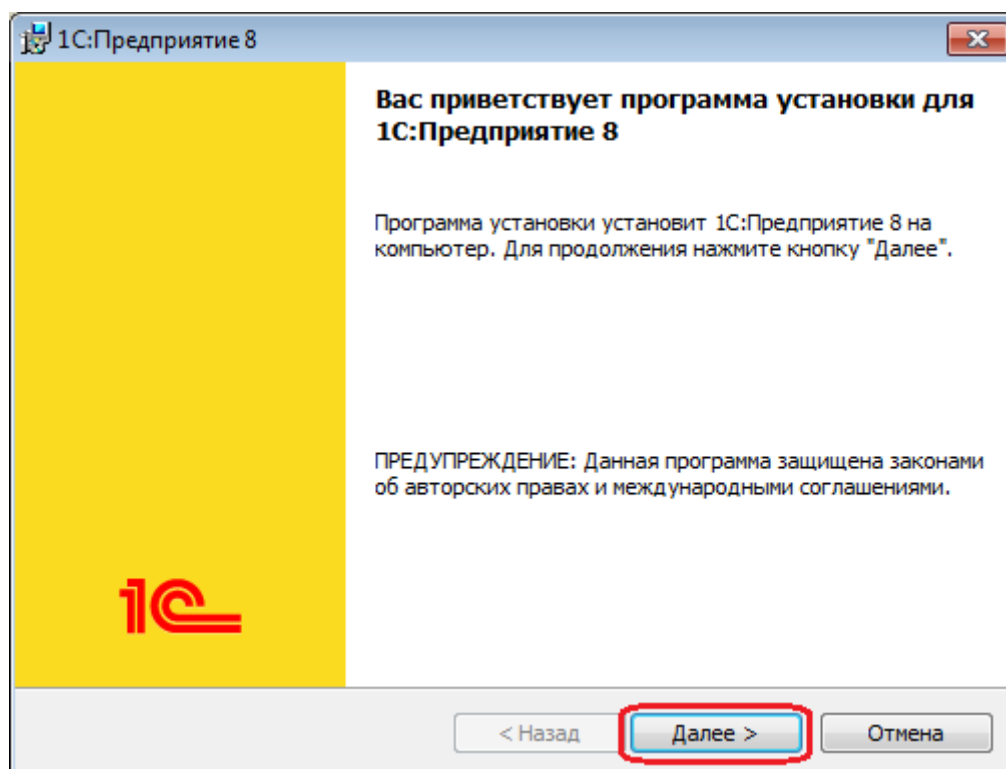 1С:Предприятие 8
Вас приветствует программа установки для
1С:Предприятие 8
Программа установки установит 1С:Предприятие 8 на
компьютер. Для продолжения нажмите кнопку "Далее".
ПРЕДУПРЕЖДЕНИЕ: Данная программа защищена законами
об авторских правах и международными соглашениями.
1С
< Назад
Далее >
Отмена